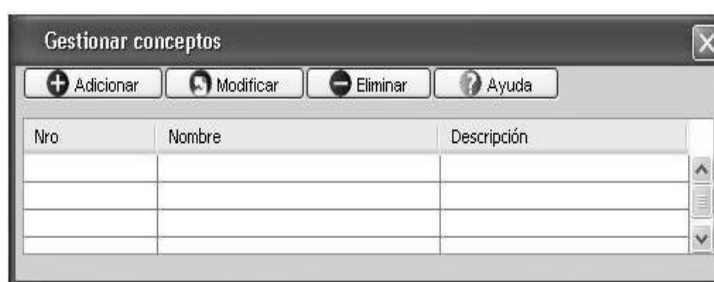 Gestionar conceptos
Adicionar Modificar Eliminar Ayuda
Nro Nombre Descripción